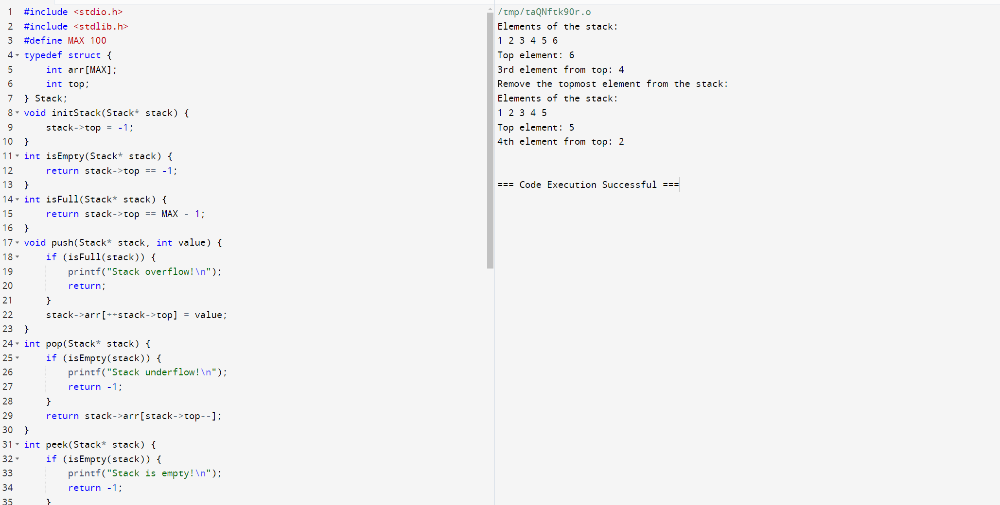 1 #include <stdio.h>
2 #include <stdlib.h>
3 #define MAX 100
4 typedef struct {
5     int arr[MAX];
6     int top;
7 } Stack;
8 void initStack(Stack* stack) {
9     stack->top = -1;
10 }
11 int isEmpty(Stack* stack) {
12     return stack->top == -1;
13 }
14 int isFull(Stack* stack) {
15     return stack->top == MAX - 1;
16 }
17 void push(Stack* stack, int value) {
18     if (isFull(stack)) {
19         printf("Stack overflow!\n");
20         return;
21     }
22     stack->arr[++stack->top] = value;
23 }
24 int pop(Stack* stack) {
25     if (isEmpty(stack)) {
26         printf("Stack underflow!\n");
27         return -1;
28     }
29     return stack->arr[stack->top--];
30 }
31 int peek(Stack* stack) {
32     if (isEmpty(stack)) {
33         printf("Stack is empty!\n");
34         return -1;
35     }
/tmp/taQNftk90r.o
Elements of the stack:
1 2 3 4 5 6
Top element: 6
3rd element from top: 4
Remove the topmost element from the stack:
Elements of the stack:
1 2 3 4 5
Top element: 5
4th element from top: 2
=== Code Execution Successful ===